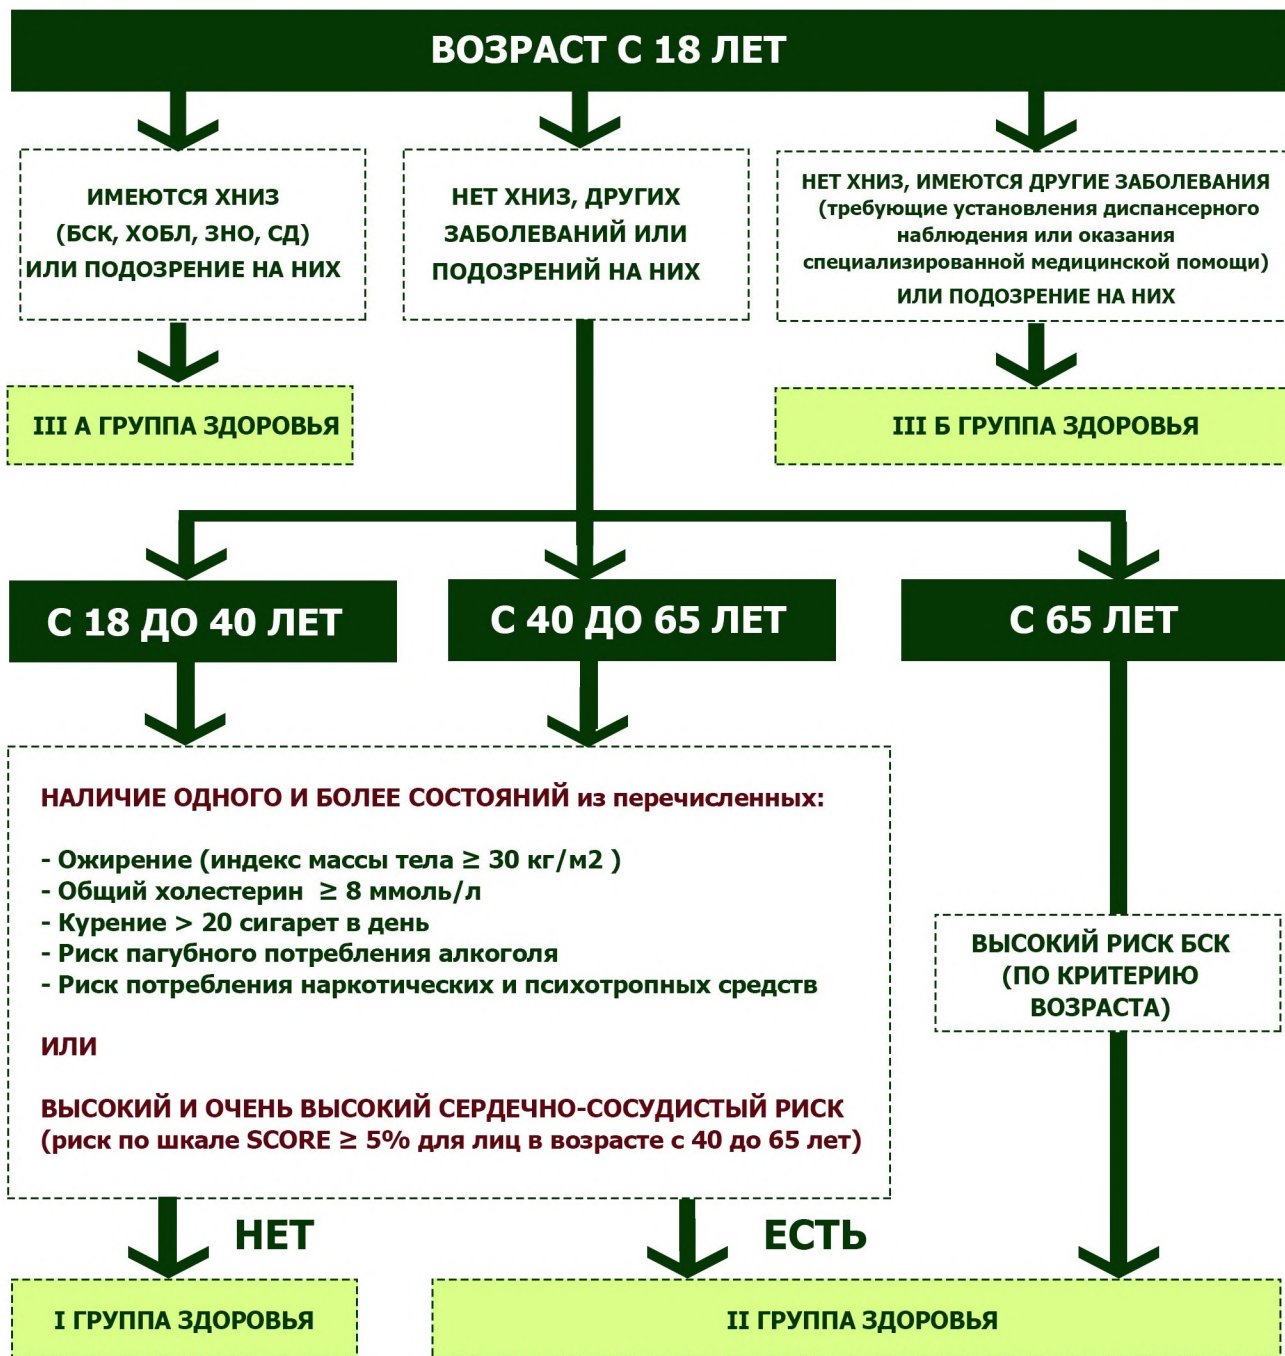 ВОЗРАСТ С 18 ЛЕТ
ИМЕЮТСЯ ХНИЗ
(БСК, ХОБЛ, ЗНО, СД)
ИЛИ ПОДОЗРЕНИЕ НА НИХ
НЕТ ХНИЗ, ДРУГИХ
ЗАБОЛЕВАНИЙ ИЛИ
ПОДОЗРЕНИЙ НА НИХ
НЕТ ХНИЗ, ИМЕЮТСЯ ДРУГИЕ ЗАБОЛЕВАНИЯ
(требующие установления диспансерного
наблюдения или оказания
специализированной медицинской помощи)
ИЛИ ПОДОЗРЕНИЕ НА НИХ
III А ГРУППА ЗДОРОВЬЯ
III Б ГРУППА ЗДОРОВЬЯ
С 18 ДО 40 ЛЕТ
С 40 ДО 65 ЛЕТ
С 65 ЛЕТ
НАЛИЧИЕ ОДНОГО И БОЛЕЕ СОСТОЯНИЙ из перечисленных:
- Ожирение (индекс массы тела ≥ 30 кг/м2 )
- Общий холестерин ≥ 8 ммоль/л
- Курение > 20 сигарет в день
- Риск пагубного потребления алкоголя
- Риск потребления наркотических и психотропных средств
ИЛИ
ВЫСОКИЙ И ОЧЕНЬ ВЫСОКИЙ СЕРДЕЧНО-СОСУДИСТЫЙ РИСК
(риск по шкале SCORE ≥ 5% для лиц в возрасте с 40 до 65 лет)
ВЫСОКИЙ РИСК БСК
(ПО КРИТЕРИЮ
ВОЗРАСТА)
НЕТ
ЕСТЬ
I ГРУППА ЗДОРОВЬЯ
II ГРУППА ЗДОРОВЬЯ